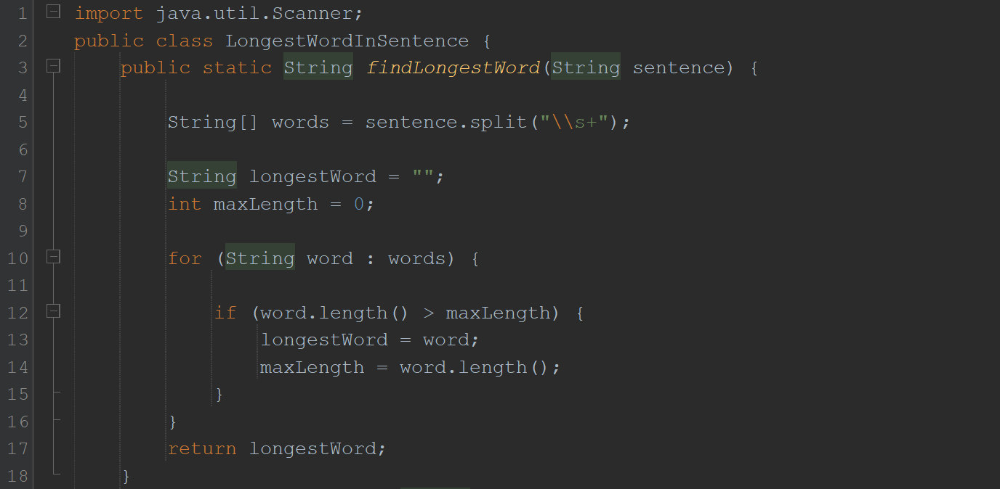 1 import java.util.Scanner;
2 public class LongestWordInSentence {
3 public static String findLongestWord(String sentence) {
4
5 String[] words = sentence.split("\\s+");
6
7 String longestWord = "";
8 int maxLength = 0;
9
10 for (String word : words) {
11
12 if (word.length() > maxLength) {
13 longestWord = word;
14 maxLength = word.length();
15 }
16 }
17 return longestWord;
18 }